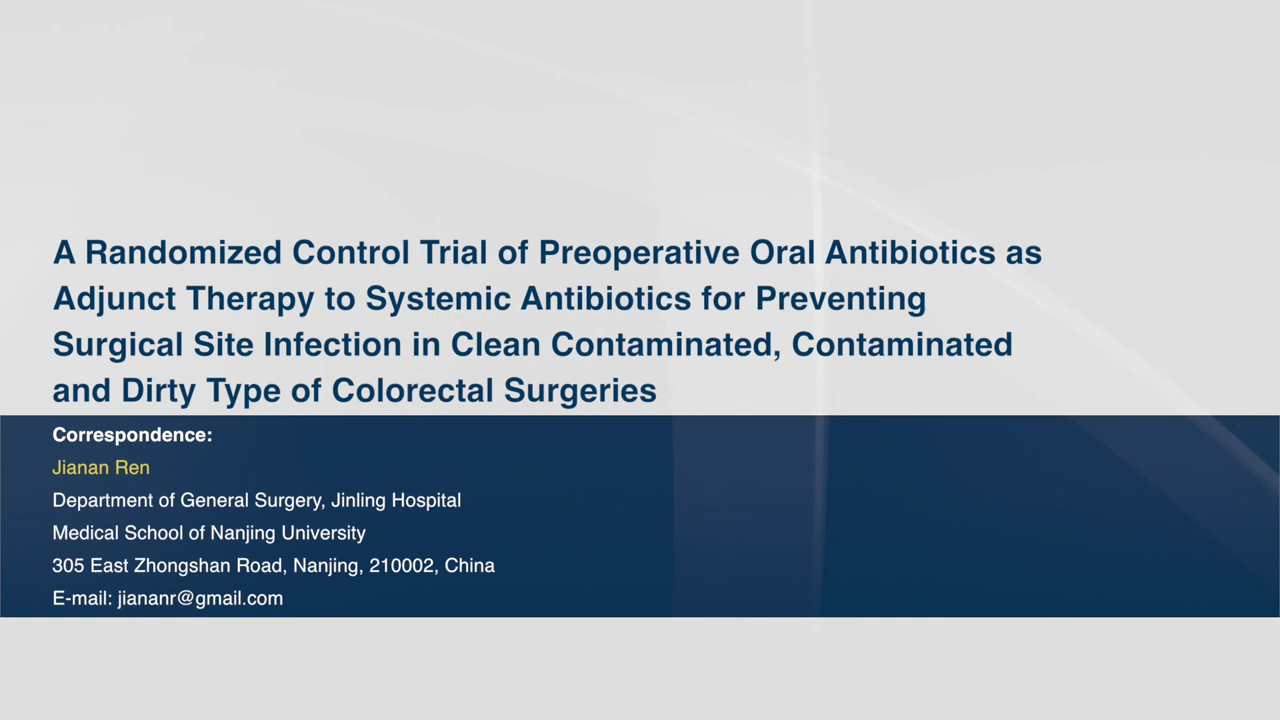 A Randomized Control Trial of Preoperative Oral Antibiotics as
Adjunct Therapy to Systemic Antibiotics for Preventing
Surgical Site Infection in Clean Contaminated, Contaminated
and Dirty Type of Colorectal Surgeries
Correspondence:
Jianan Ren
Department of General Surgery, Jinling Hospital
Medical School of Nanjing University
305 East Zhongshan Road, Nanjing, 210002, China
E-mail: jiananr@gmail.com